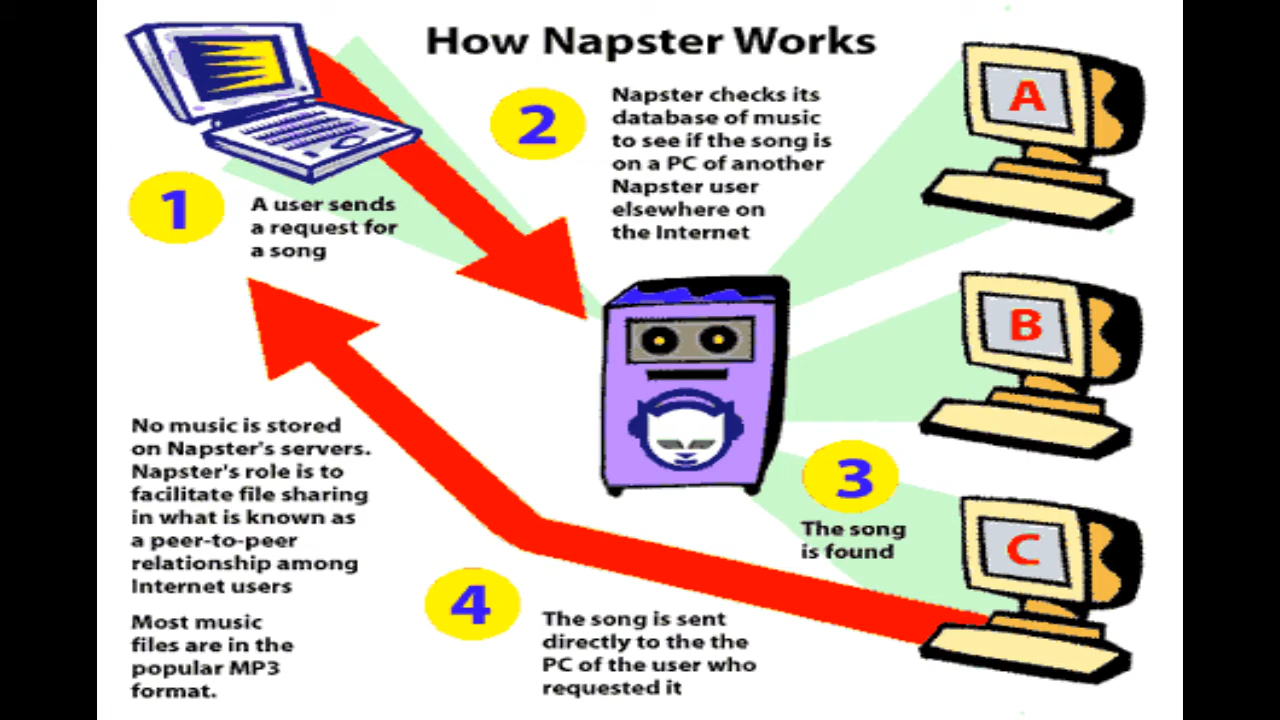 How Napster Works
1
A user sends
a request for
a song
2
Napster checks its
database of music
to see if the song is
on a PC of another
Napster user
elsewhere on
the Internet
A
B
C
3
The song
is found
4
The song is sent
directly to the the
PC of the user who
requested it
No music is stored
on Napster's servers.
Napster's role is to
facilitate file sharing
in what is known as
a peer-to-peer
relationship among
Internet users
Most music
files are in the
popular MP3
format.